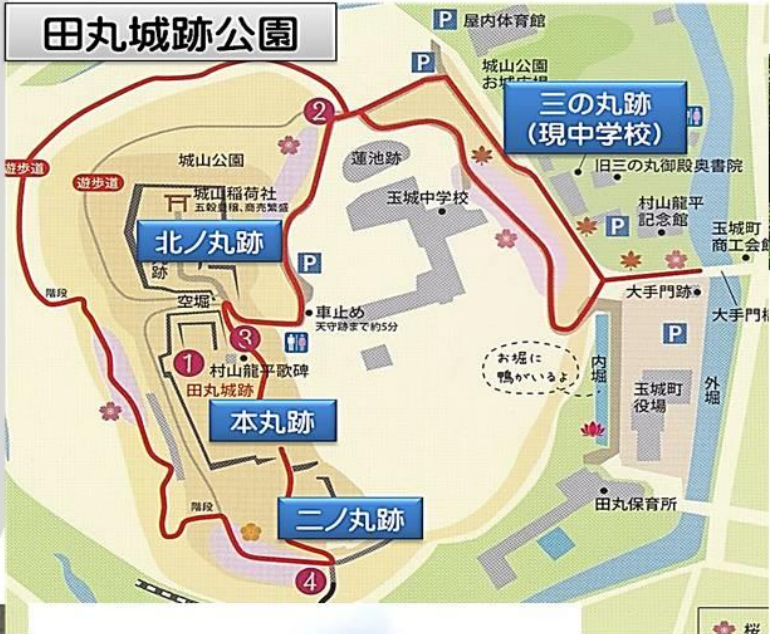 田丸城跡公園
P 屋内体育館
P
城山公園
お城広場
三の丸跡
(現中学校)
旧三の丸御殿奥書院
2
蓮池跡
城山公園
遊歩道
遊歩道
城山稲荷社
五穀豊穣、商売繁盛
玉城中学校
村山龍平
記念館
P
玉城町
商工会館
北ノ丸跡
跡
P
階段
空堀
車止め
天守跡まで約5分
大手門跡
大手門橋
3
1
村山龍平歌碑
田丸城跡
お堀に
鴨がいるよ
内堀
P
玉城町
役場
外堀
本丸跡
階段
二ノ丸跡
田丸保育所
4
桜